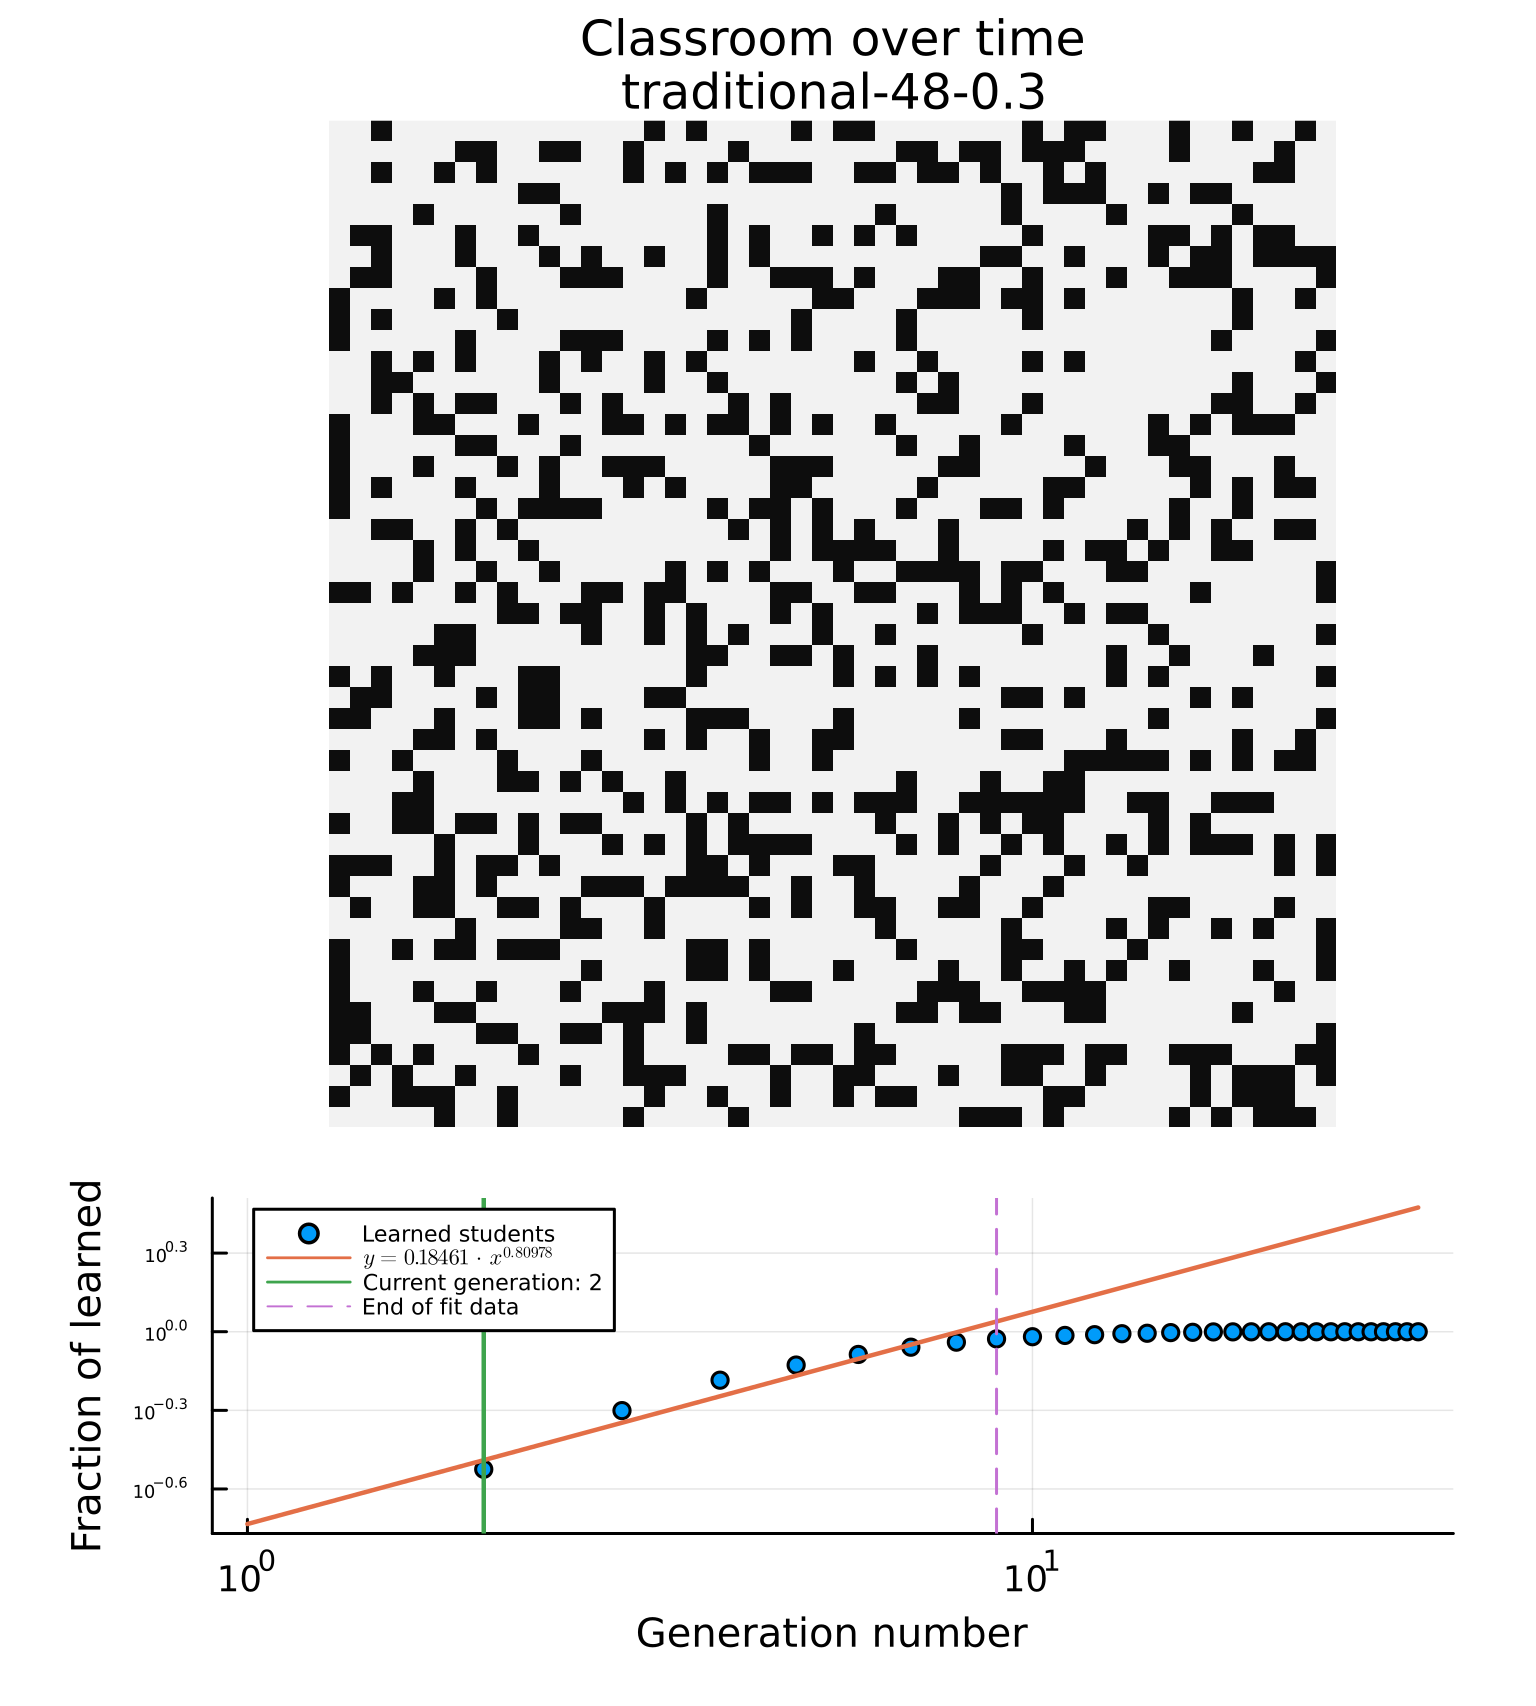 Classroom over time
traditional-48-0.3
Fraction of learned
10^0.3
10^0.0
10^−0.3
10^−0.6
Learned students
y = 0.18461 · x^0.80978
Current generation: 2
End of fit data
10^0
10^1
Generation number